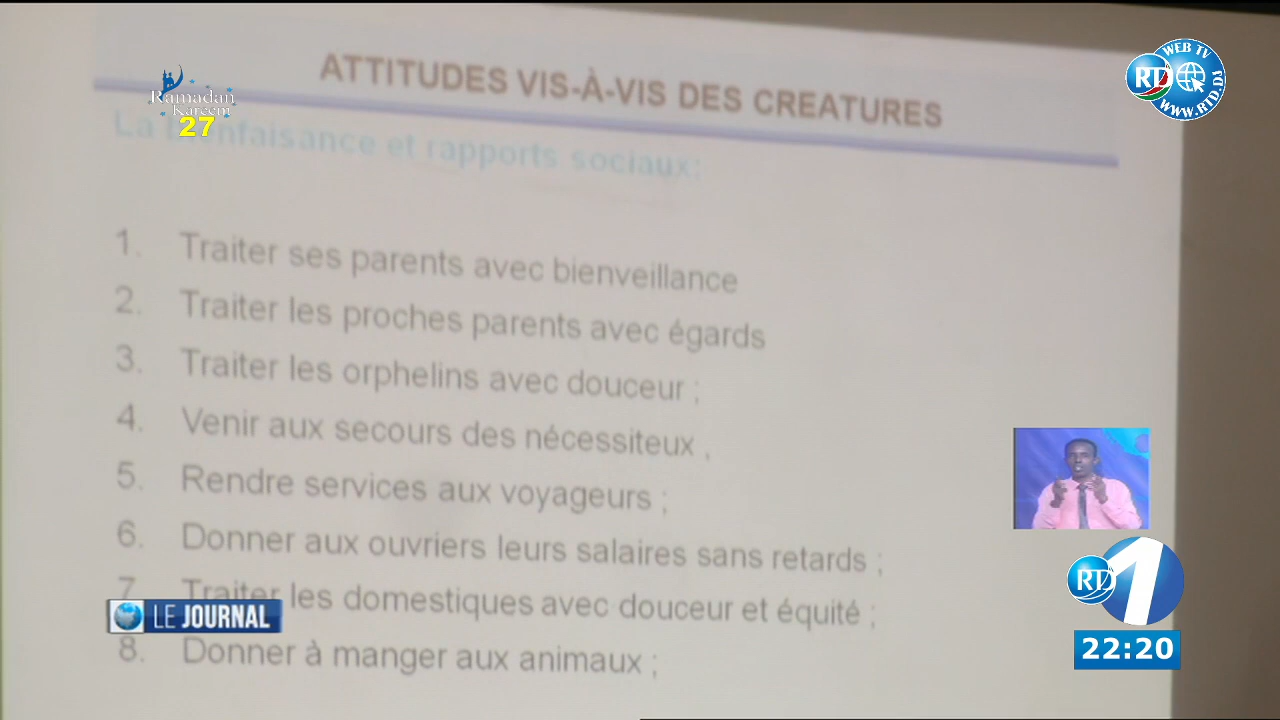 ATTITUDES VIS-À-VIS DES CREATURES
Ramadan
Kareem
27
WEB TV
RTD
WWW.RTD.DJ
La bienfaisance et rapports sociaux:
1. Traiter ses parents avec bienveillance
2. Traiter les proches parents avec égards
3. Traiter les orphelins avec douceur ;
4. Venir aux secours des nécessiteux ,
5. Rendre services aux voyageurs ;
6. Donner aux ouvriers leurs salaires sans retards ;
7. Traiter les domestiques avec douceur et équité ;
LE JOURNAL
8. Donner à manger aux animaux ;
RTD
1
22:20